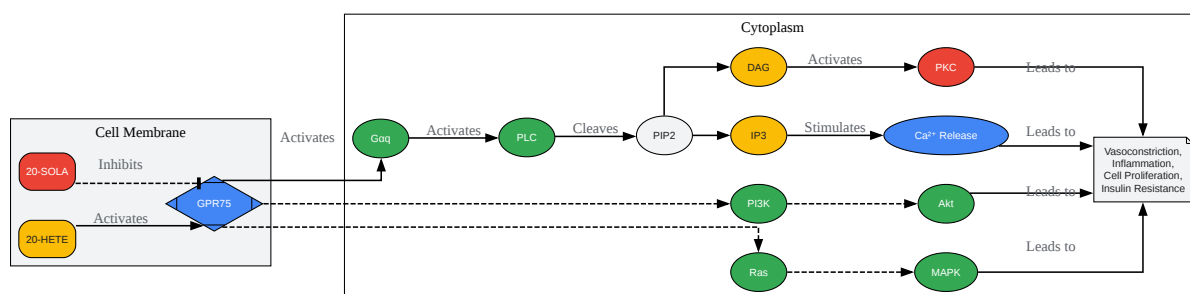 Cytoplasm
DAG
Activates
PKC
Leads to
Cell Membrane
Activates
Gαq
Activates
PLC
Cleaves
PIP2
IP3
Stimulates
Ca²⁺ Release
Leads to
20-SOLA
Inhibits
GPR75
20-HETE
Activates
PI3K
Akt
Leads to
Vasoconstriction,
Inflammation,
Cell Proliferation,
Insulin Resistance
Ras
MAPK
Leads to